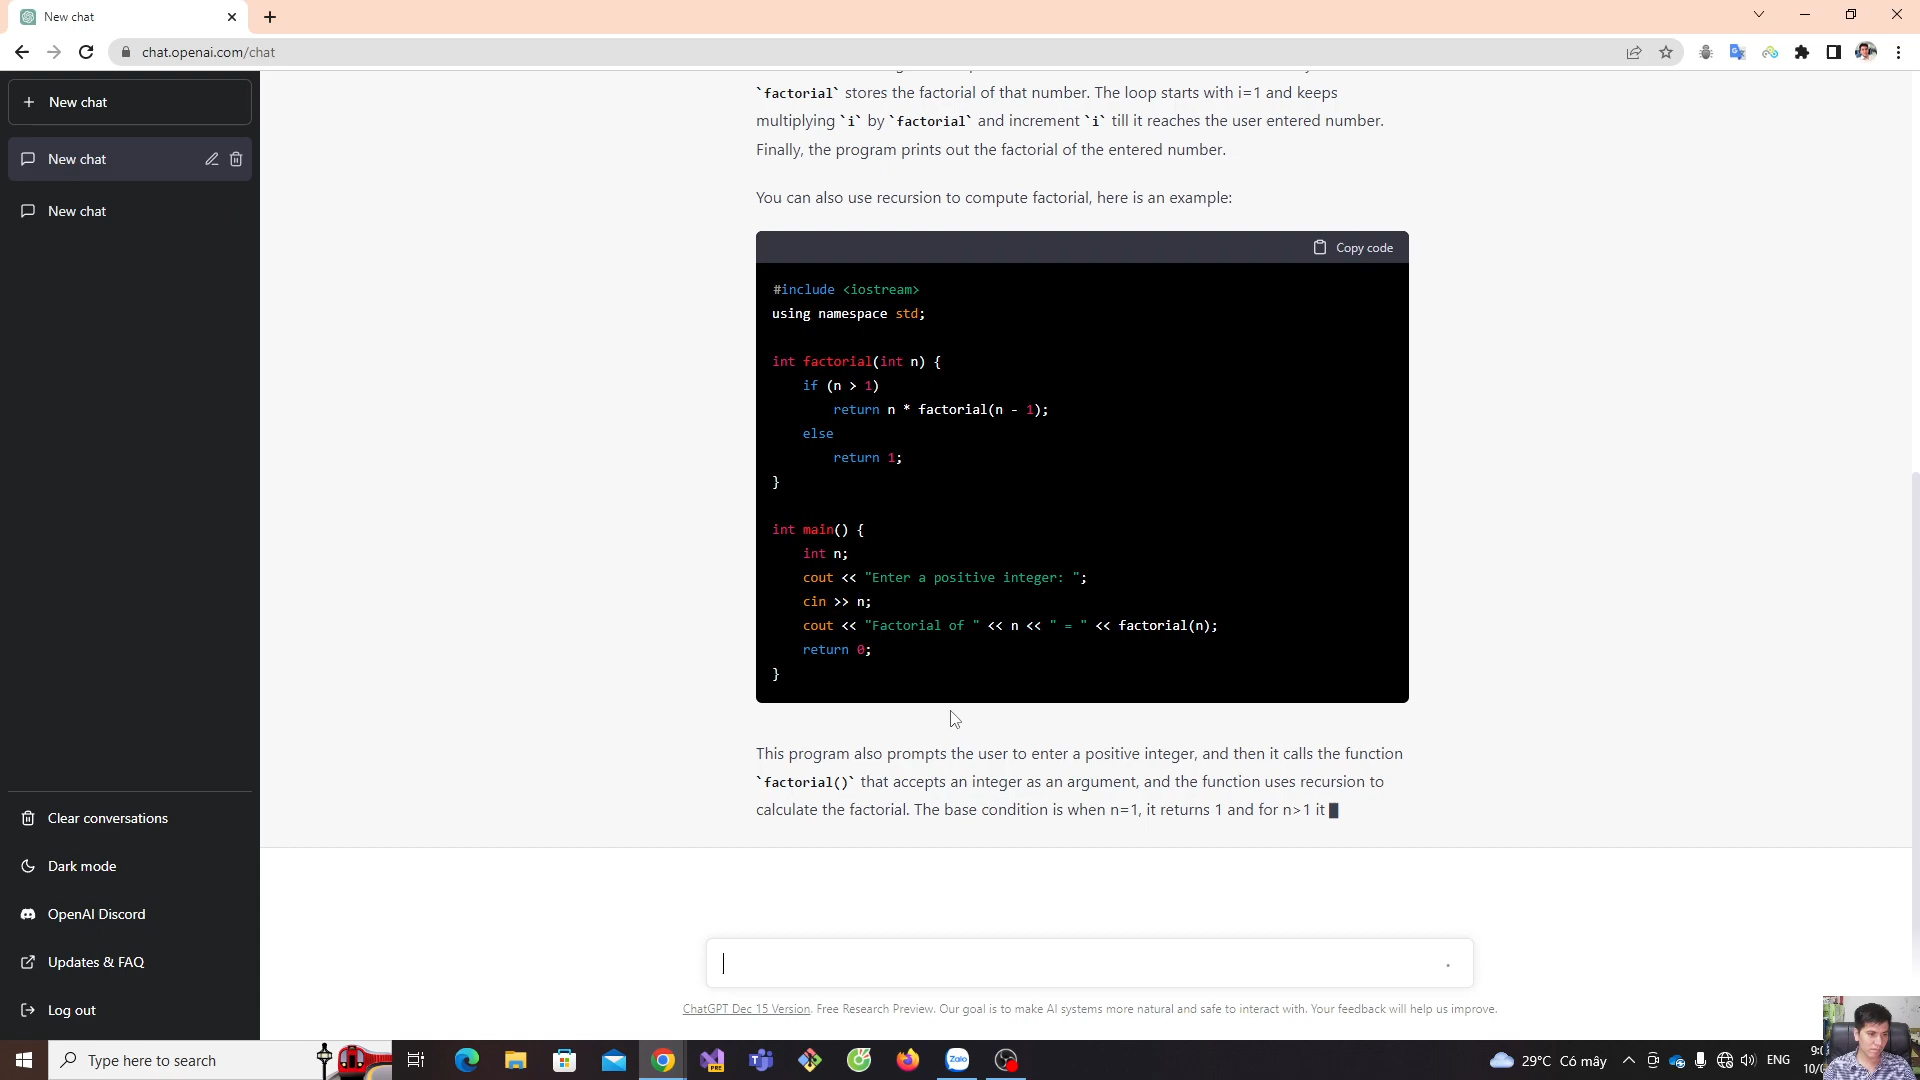 New chat
chat.openai.com/chat
New chat
New chat
New chat
Clear conversations
Dark mode
OpenAI Discord
Updates & FAQ
Log out
`factorial` stores the factorial of that number. The loop starts with i=1 and keeps
multiplying `i` by `factorial` and increment `i` till it reaches the user entered number.
Finally, the program prints out the factorial of the entered number.
You can also use recursion to compute factorial, here is an example:
Copy code
#include <iostream>
using namespace std;
int factorial(int n) {
if (n > 1)
return n * factorial(n - 1);
else
return 1;
}
int main() {
int n;
cout << "Enter a positive integer: ";
cin >> n;
cout << "Factorial of " << n << " = " << factorial(n);
return 0;
}
This program also prompts the user to enter a positive integer, and then it calls the function
`factorial()` that accepts an integer as an argument, and the function uses recursion to
calculate the factorial. The base condition is when n=1, it returns 1 and for n>1 it
ChatGPT Dec 15 Version. Free Research Preview. Our goal is to make AI systems more natural and safe to interact with. Your feedback will help us improve.
Type here to search
PRE
Zalo
29°C Có mây
ENG